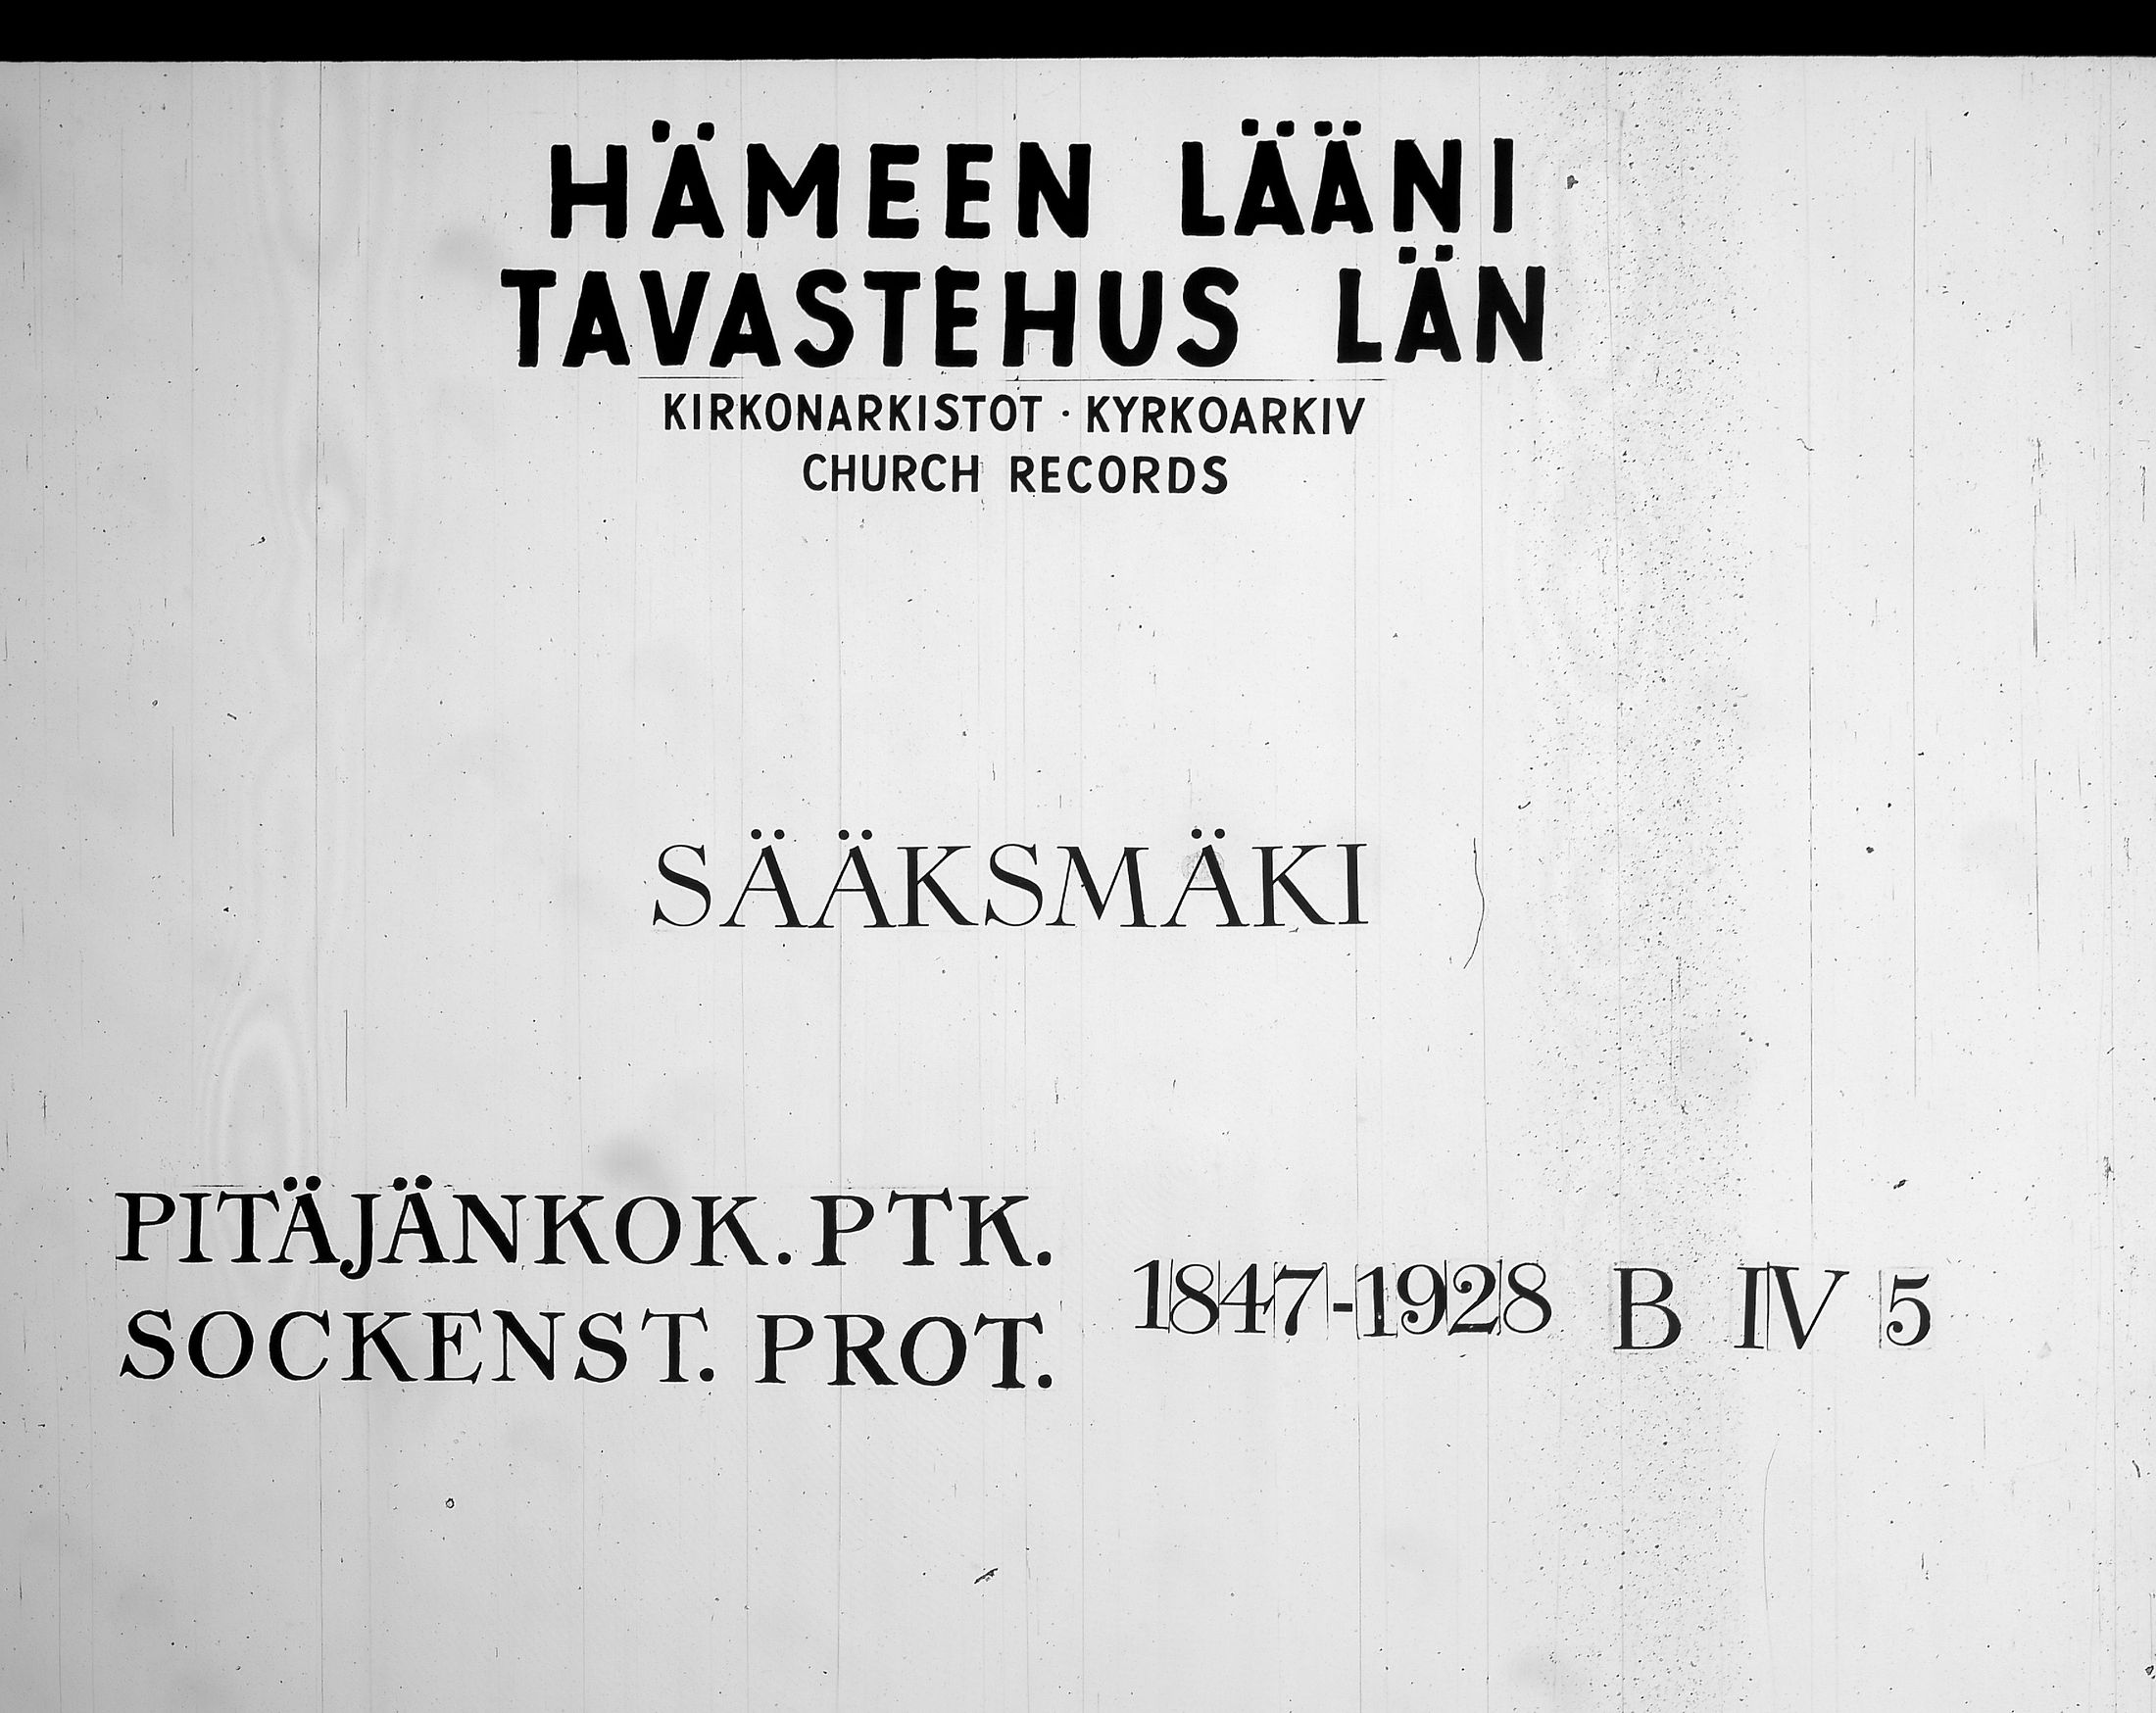 HÄMEEN LÄÄNI
TAVASTEHUS LÄN
KIRKONARKISTOT · KYRKOARKIV
CHURCH RECORDS
SÄÄKSMÄKI
PITÄJÄNKOK. PTK.
SOCKENST. PROT.
1847-1928 B IV 5